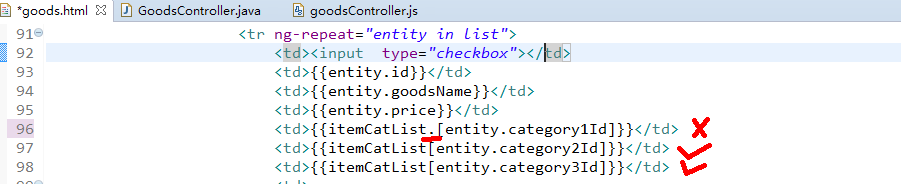 *goods.html GoodsController.java goodsController.js
91 <tr ng-repeat="entity in list">
92 <td><input  type="checkbox"></td>
93 <td>{{entity.id}}</td>
94 <td>{{entity.goodsName}}</td>
95 <td>{{entity.price}}</td>
96 <td>{{itemCatList.[entity.category1Id]}}</td>
97 <td>{{itemCatList[entity.category2Id]}}</td>
98 <td>{{itemCatList[entity.category3Id]}}</td>